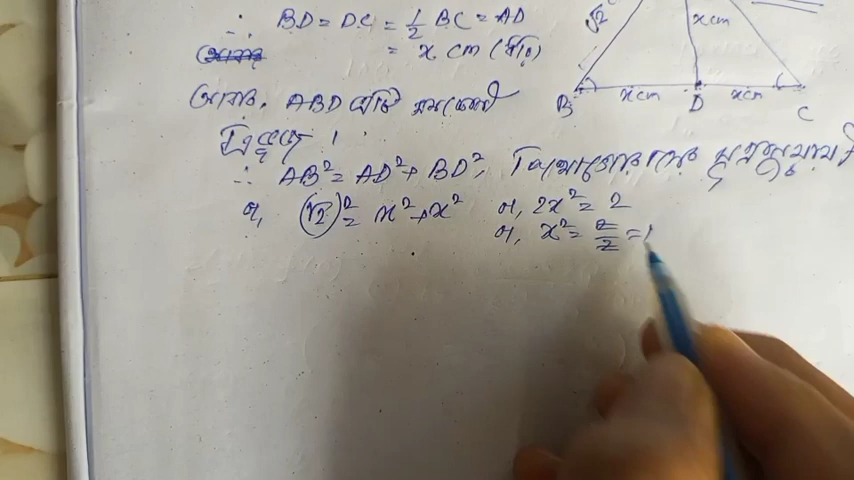 ∴ BD = DC = 1/2 BC = AD
= x cm (ধরি)
√2
x cm
B x cm D x cm C
আবার, ABD একটি সমকোণী
ত্রিভুজ ।
∴ AB² = AD² + BD²,
বা, (√2)² = x² + x² বা, 2x² = 2
বা, x² = 2/2 = 1